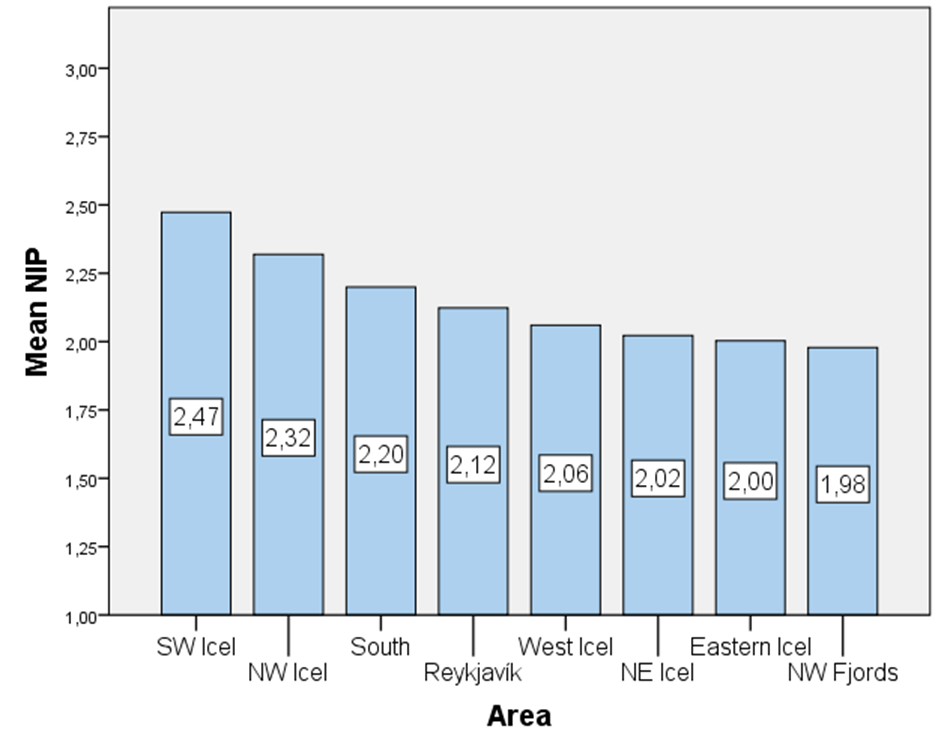 Mean NIP
3,00
2,75
2,50
2,25
2,00
1,75
1,50
1,25
1,00
2,47
2,32
2,20
2,12
2,06
2,02
2,00
1,98
SW Icel
NW Icel
South
Reykjavík
West Icel
NE Icel
Eastern Icel
NW Fjords
Area